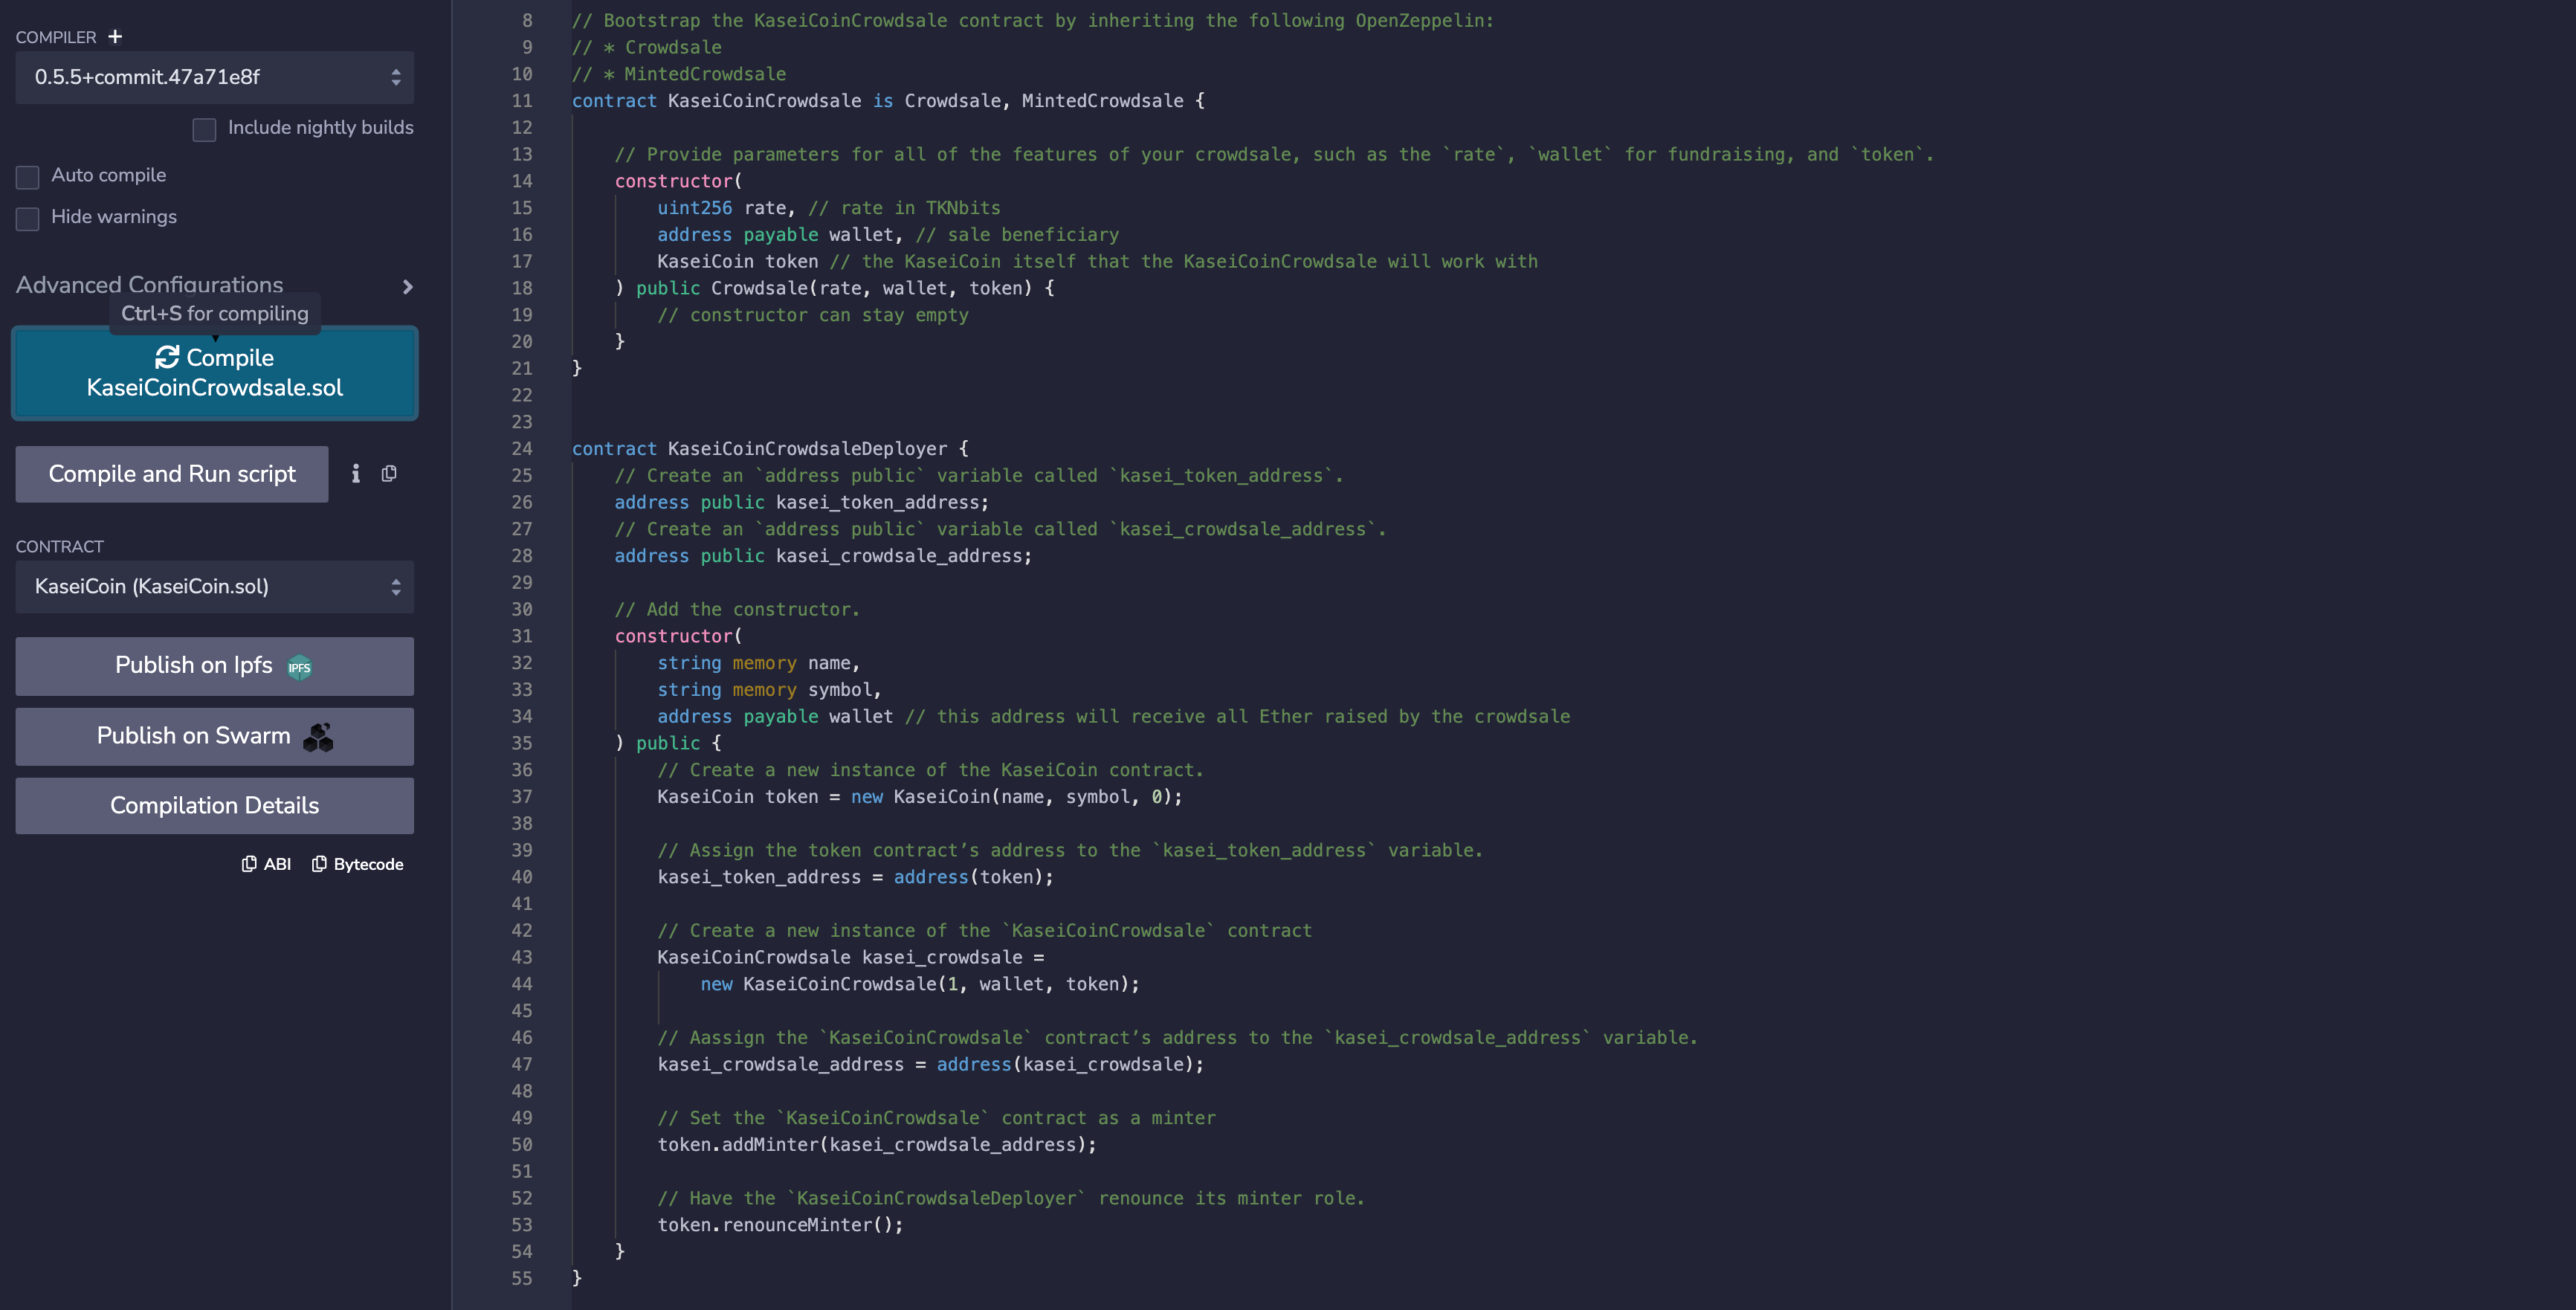 COMPILER +
0.5.5+commit.47a71e8f
Include nightly builds
Auto compile
Hide warnings
Advanced Configurations
Ctrl+S for compiling
Compile
KaseiCoinCrowdsale.sol
Compile and Run script
CONTRACT
KaseiCoin (KaseiCoin.sol)
Publish on Ipfs IPFS
Publish on Swarm
Compilation Details
ABI Bytecode
8 // Bootstrap the KaseiCoinCrowdsale contract by inheriting the following OpenZeppelin:
9 // * Crowdsale
10 // * MintedCrowdsale
11 contract KaseiCoinCrowdsale is Crowdsale, MintedCrowdsale {
12
13 // Provide parameters for all of the features of your crowdsale, such as the `rate`, `wallet` for fundraising, and `token`.
14 constructor(
15 uint256 rate, // rate in TKNbits
16 address payable wallet, // sale beneficiary
17 KaseiCoin token // the KaseiCoin itself that the KaseiCoinCrowdsale will work with
18 ) public Crowdsale(rate, wallet, token) {
19 // constructor can stay empty
20 }
21 }
22
23
24 contract KaseiCoinCrowdsaleDeployer {
25 // Create an `address public` variable called `kasei_token_address`.
26 address public kasei_token_address;
27 // Create an `address public` variable called `kasei_crowdsale_address`.
28 address public kasei_crowdsale_address;
29
30 // Add the constructor.
31 constructor(
32 string memory name,
33 string memory symbol,
34 address payable wallet // this address will receive all Ether raised by the crowdsale
35 ) public {
36 // Create a new instance of the KaseiCoin contract.
37 KaseiCoin token = new KaseiCoin(name, symbol, 0);
38
39 // Assign the token contract’s address to the `kasei_token_address` variable.
40 kasei_token_address = address(token);
41
42 // Create a new instance of the `KaseiCoinCrowdsale` contract
43 KaseiCoinCrowdsale kasei_crowdsale =
44 new KaseiCoinCrowdsale(1, wallet, token);
45
46 // Aassign the `KaseiCoinCrowdsale` contract’s address to the `kasei_crowdsale_address` variable.
47 kasei_crowdsale_address = address(kasei_crowdsale);
48
49 // Set the `KaseiCoinCrowdsale` contract as a minter
50 token.addMinter(kasei_crowdsale_address);
51
52 // Have the `KaseiCoinCrowdsaleDeployer` renounce its minter role.
53 token.renounceMinter();
54 }
55 }